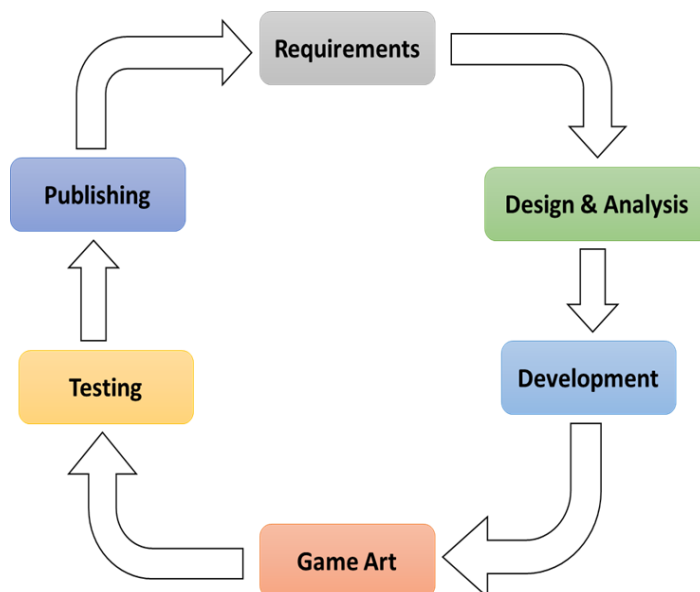 Requirements
Design & Analysis
Development
Game Art
Testing
Publishing